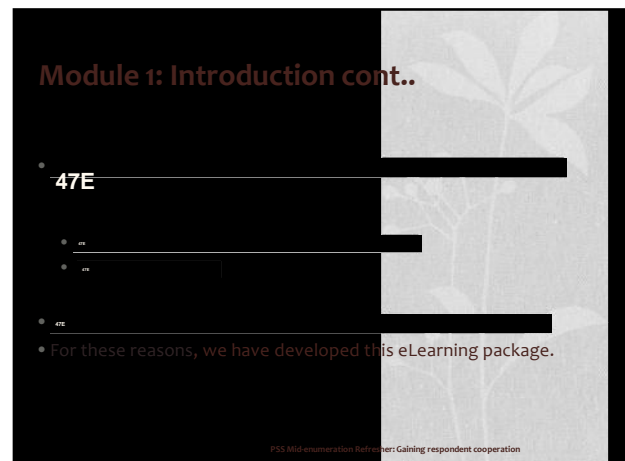 Module 1: Introduction cont..
47E
47E
47E
47E
For these reasons, we have developed this eLearning package.
PSS Mid-enumeration Refresher: Gaining respondent cooperation